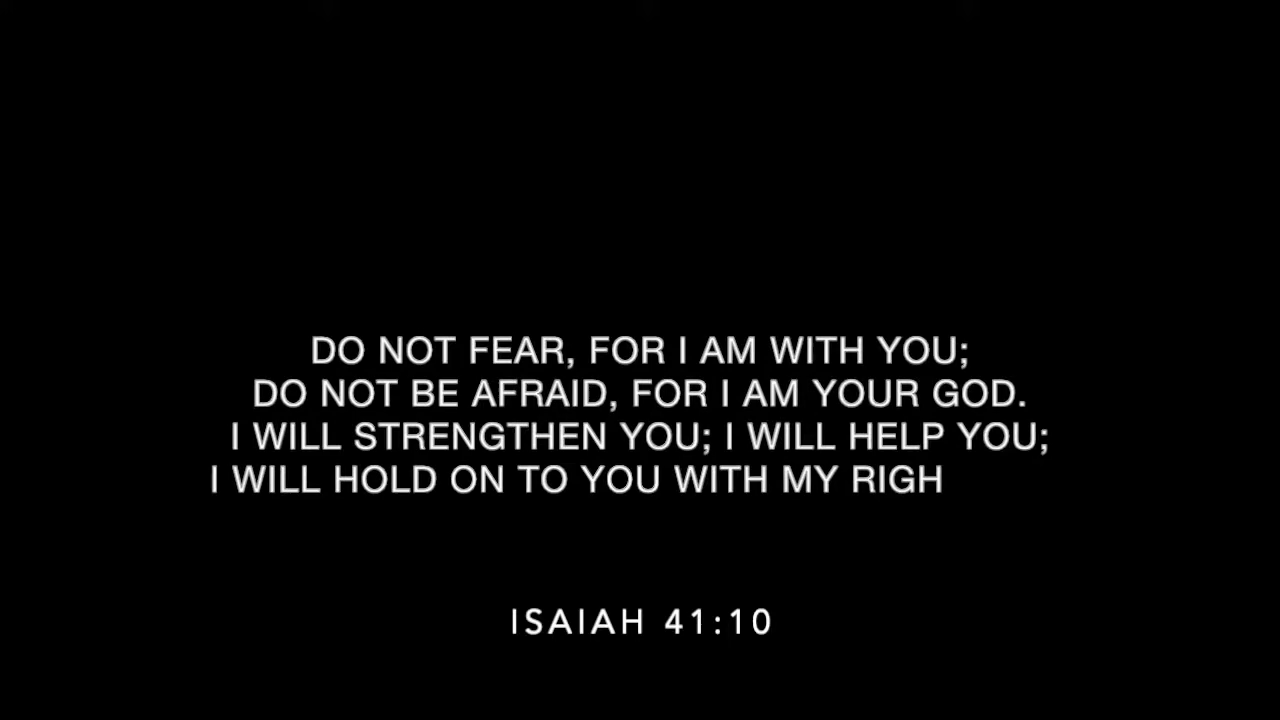 DO NOT FEAR, FOR I AM WITH YOU;
DO NOT BE AFRAID, FOR I AM YOUR GOD.
I WILL STRENGTHEN YOU; I WILL HELP YOU;
I WILL HOLD ON TO YOU WITH MY RIGH
ISAIAH 41:10